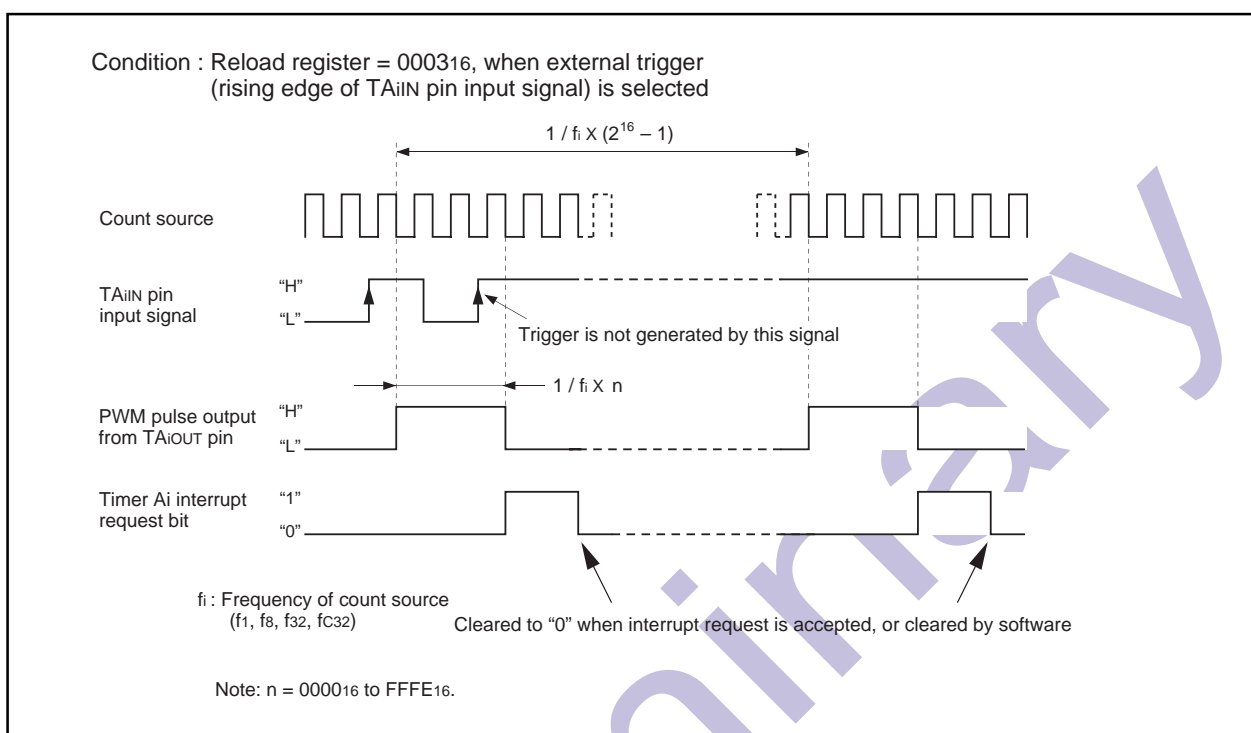 Condition : Reload register = 0003₁₆, when external trigger
(rising edge of TAiIN pin input signal) is selected
1 / fi X (2¹⁶ – 1)
Count source
TAiIN pin
input signal
“H”
“L”
Trigger is not generated by this signal
1 / fi X n
PWM pulse output
from TAiOUT pin
“H”
“L”
Timer Ai interrupt
request bit
“1”
“0”
fi : Frequency of count source
(f1, f8, f32, fC32)
Cleared to “0” when interrupt request is accepted, or cleared by software
Note: n = 0000₁₆ to FFFE₁₆.